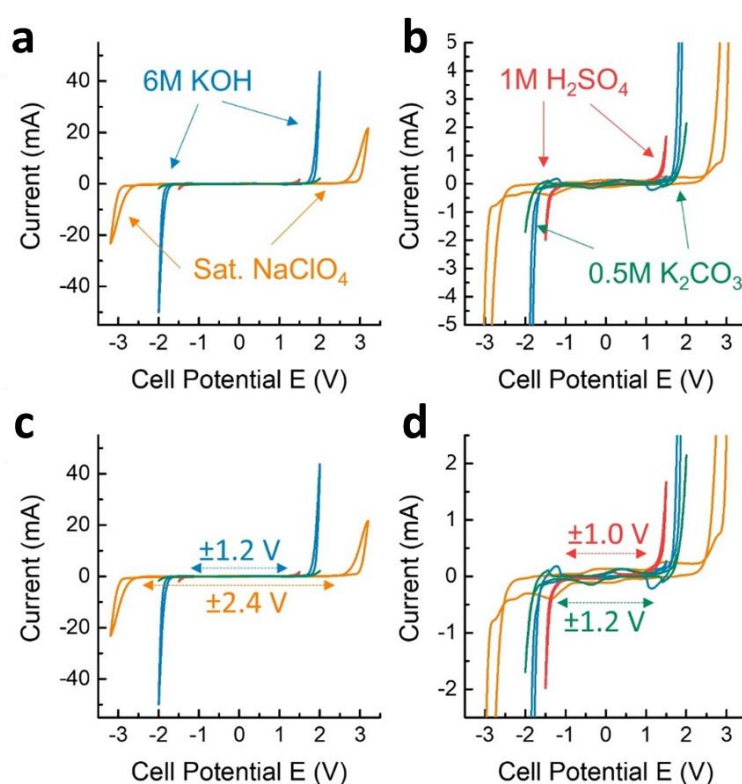 a
Current (mA)
40
20
0
-20
-40
6M KOH
Sat. NaClO₄
-3 -2 -1 0 1 2 3
Cell Potential E (V)
b
Current (mA)
5
4
3
2
1
0
-1
-2
-3
-4
-5
1M H₂SO₄
0.5M K₂CO₃
-3 -2 -1 0 1 2 3
Cell Potential E (V)
c
Current (mA)
40
20
0
-20
-40
±1.2 V
±2.4 V
-3 -2 -1 0 1 2 3
Cell Potential E (V)
d
Current (mA)
2
1
0
-1
-2
±1.0 V
±1.2 V
-3 -2 -1 0 1 2 3
Cell Potential E (V)